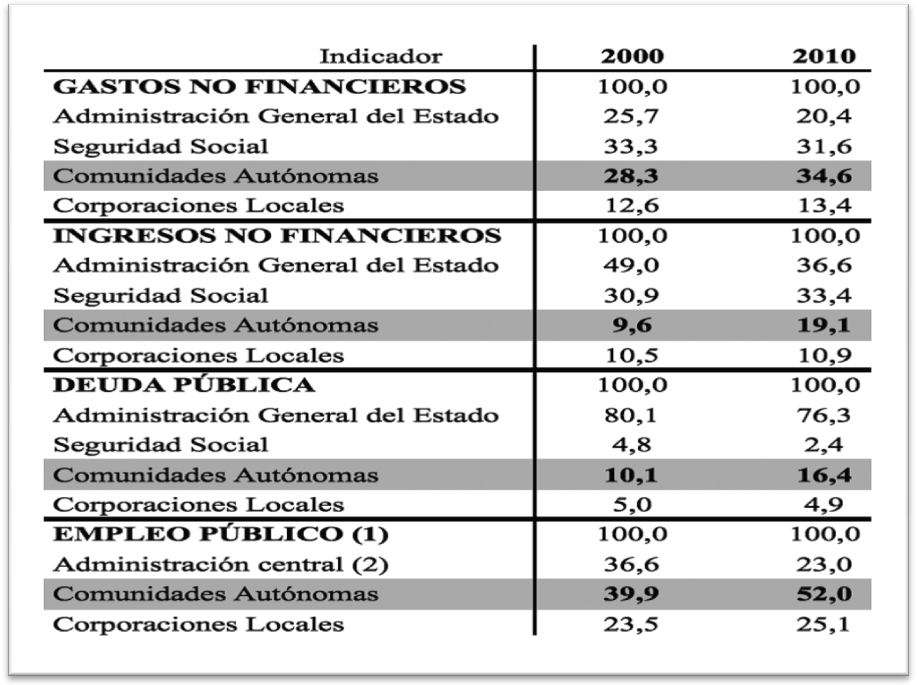 Indicador 2000 2010
GASTOS NO FINANCIEROS 100,0 100,0
Administración General del Estado 25,7 20,4
Seguridad Social 33,3 31,6
Comunidades Autónomas 28,3 34,6
Corporaciones Locales 12,6 13,4
INGRESOS NO FINANCIEROS 100,0 100,0
Administración General del Estado 49,0 36,6
Seguridad Social 30,9 33,4
Comunidades Autónomas 9,6 19,1
Corporaciones Locales 10,5 10,9
DEUDA PÚBLICA 100,0 100,0
Administración General del Estado 80,1 76,3
Seguridad Social 4,8 2,4
Comunidades Autónomas 10,1 16,4
Corporaciones Locales 5,0 4,9
EMPLEO PÚBLICO (1) 100,0 100,0
Administración central (2) 36,6 23,0
Comunidades Autónomas 39,9 52,0
Corporaciones Locales 23,5 25,1